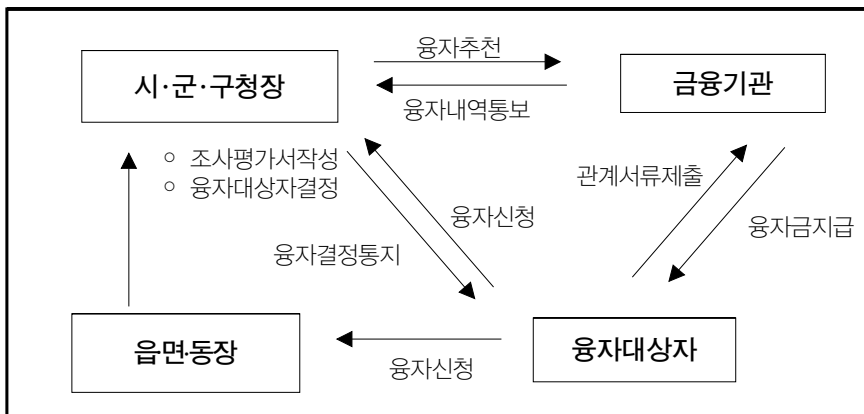 융자추천
시·군·구청장
금융기관
융자내역통보
○ 조사평가서작성
○ 융자대상자결정
관계서류제출
융자신청
융자금지급
융자결정통지
읍면·동장
융자대상자
융자신청